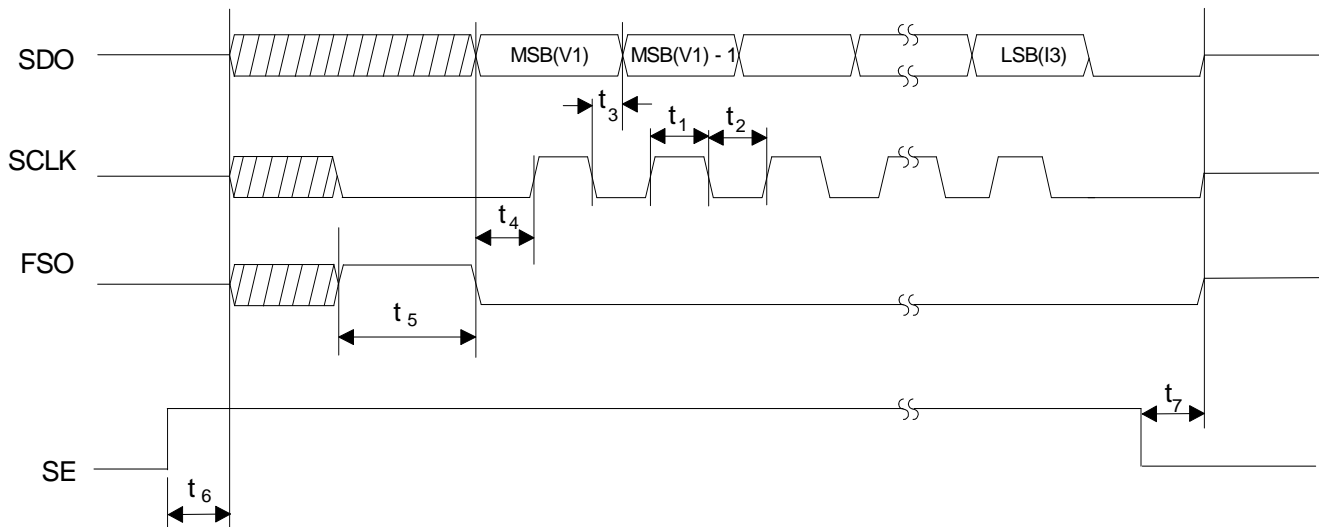 SDO
MSB(V1)
MSB(V1) - 1
LSB(I3)
t3
t1
t2
SCLK
t4
FSO
t5
t7
SE
t6